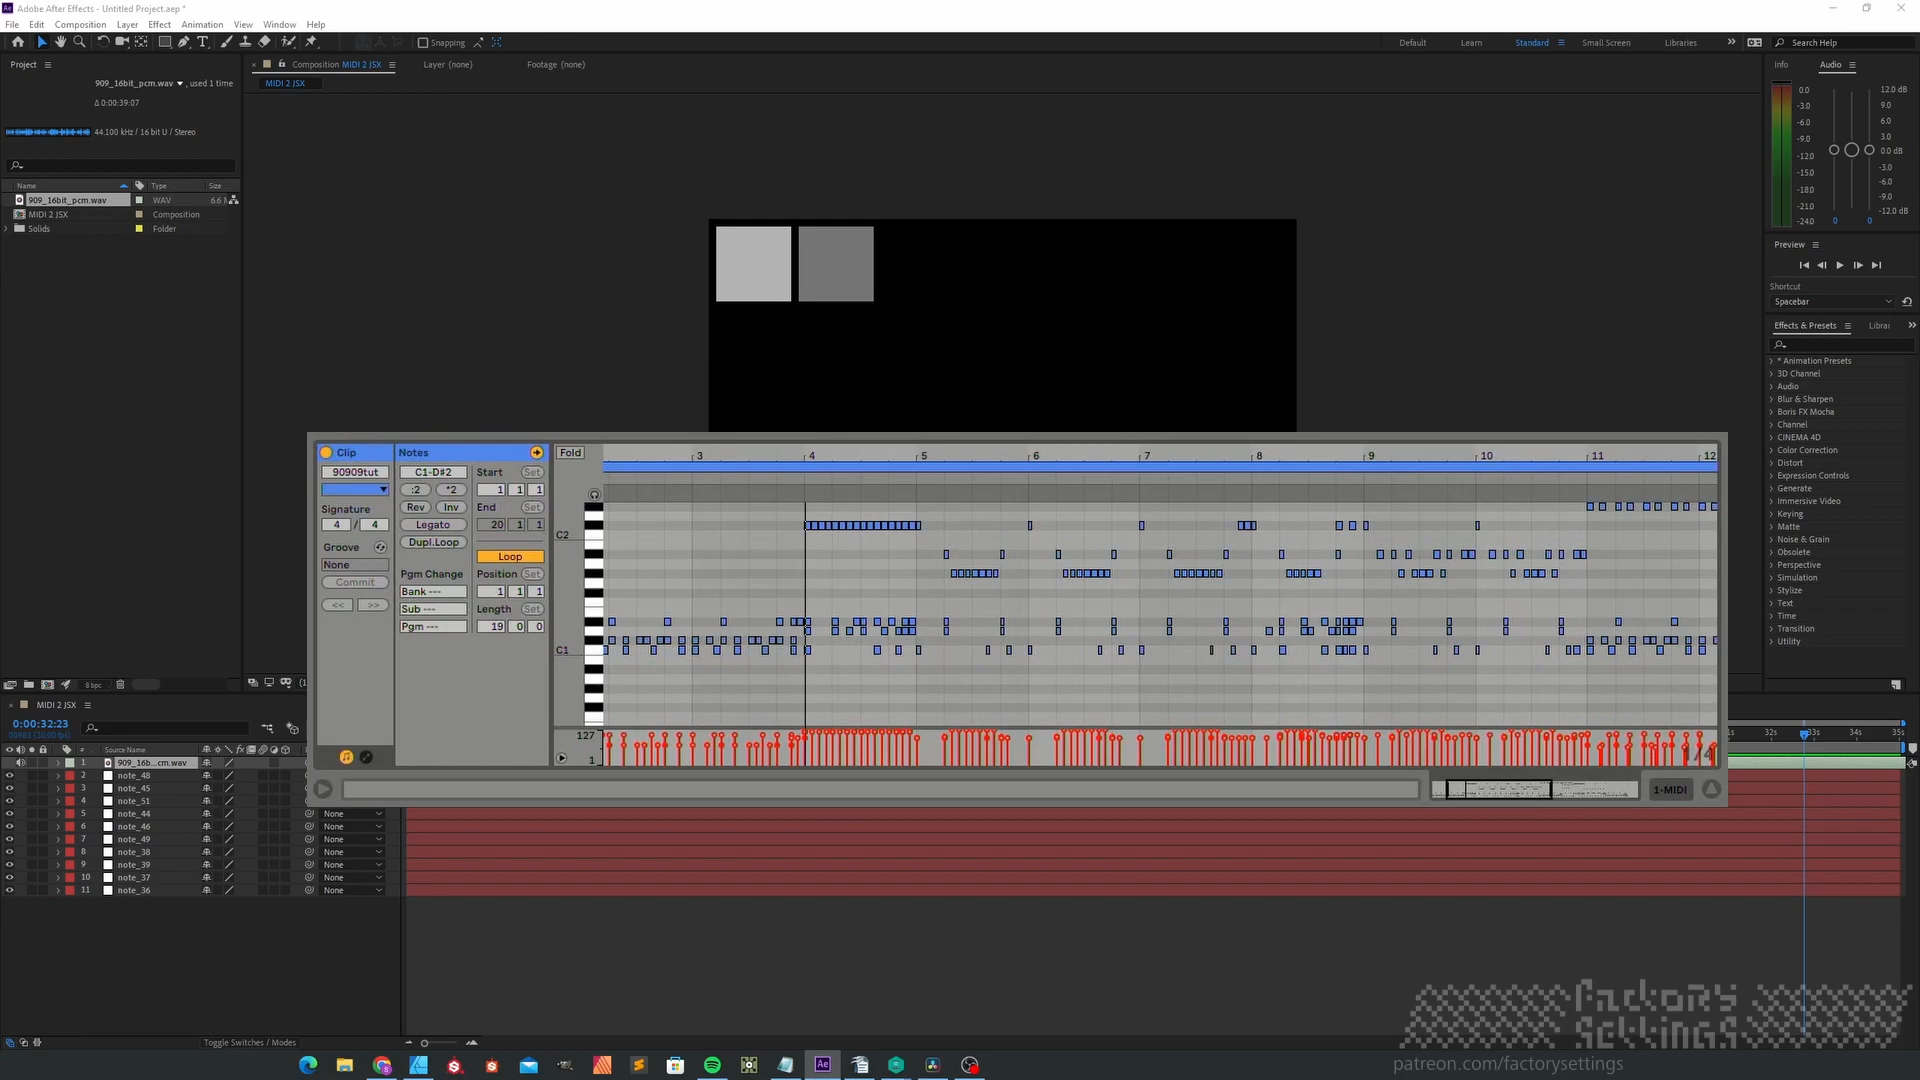 Adobe After Effects - Untitled Project.aep *
File Edit Composition Layer Effect Animation View Window Help
Snapping
Default Learn Standard Small Screen Libraries Search Help
Project
Composition MIDI 2 JSX Layer (none) Footage (none)
MIDI 2 JSX
909_16bit_pcm.wav , used 1 time
Δ 0:00:39:07
44.100 kHz / 16 bit U / Stereo
Name Type Size
909_16bit_pcm.wav WAV 6.6
MIDI 2 JSX Composition
Solids Folder
Info Audio
0.0 12.0 dB
-3.0 9.0
-6.0 6.0
-9.0 3.0
-12.0 0.0 dB
-15.0 -3.0
-18.0 -6.0
-21.0 -9.0
-24.0 -12.0 dB
0 0
Preview
Shortcut
Spacebar
Effects & Presets Librar
* Animation Presets
3D Channel
Audio
Blur & Sharpen
Boris FX Mocha
Channel
CINEMA 4D
Color Correction
Distort
Expression Controls
Generate
Immersive Video
Keying
Matte
Noise & Grain
Obsolete
Perspective
Simulation
Stylize
Text
Time
Transition
Utility
Clip Notes Fold
3 4 5 6 7 8 9 10 11 12
90909tut C1-D#2 Start Set
:2 *2 1 1 1
Signature Rev Inv End Set
4 / 4 Legato 20 1 1
Groove Dupl.Loop
None Loop
Commit Pgm Change Position Set
<< >> Bank --- 1 1 1
Sub --- Length Set
Pgm --- 19 0 0
C2
C1
127
1
1/4
1-MIDI
8 bpc
MIDI 2 JSX
0:00:32:23
00983 (30.00 fps)
# Source Name
32s 33s 34s 35s
1 909_16b...cm.wav
2 note_48
3 note_45
4 note_51
5 note_44 None
6 note_46 None
7 note_49 None
8 note_38 None
9 note_39 None
10 note_37 None
11 note_36 None
Toggle Switches / Modes
Factory Settings
patreon.com/factorysettings